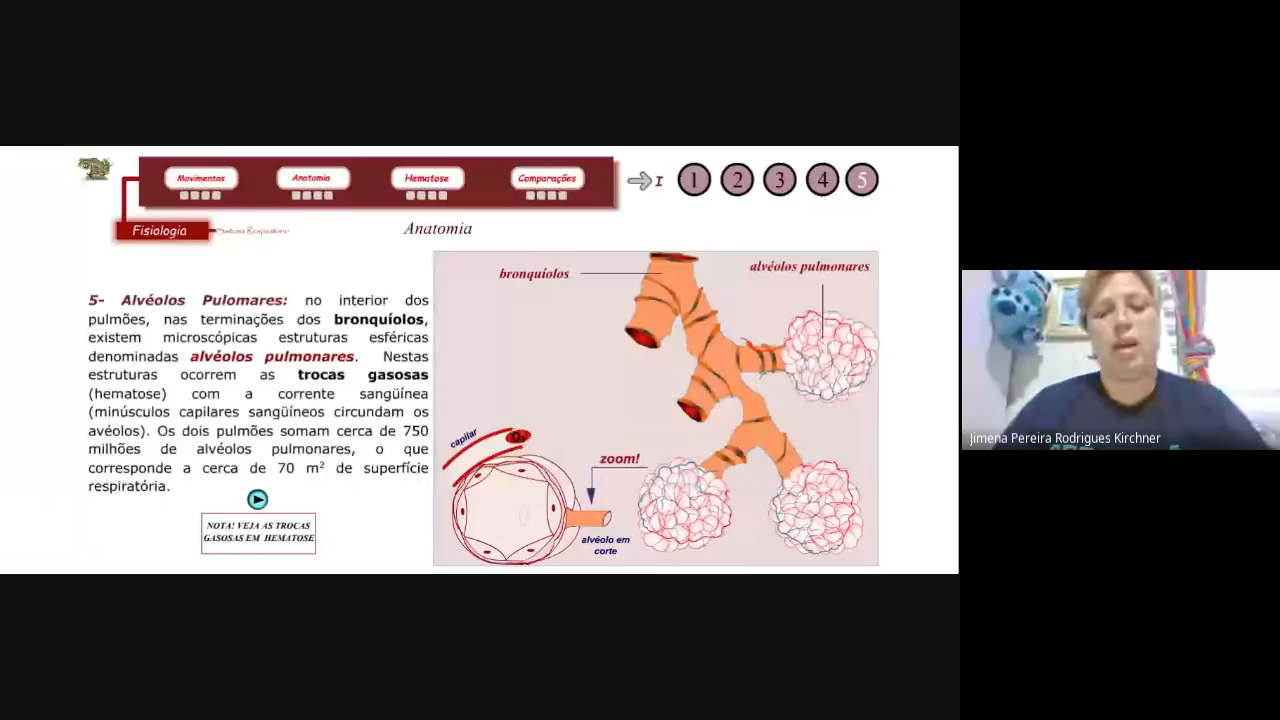 Movimentos
Anatomia
Hematose
Comparações
I
1
2
3
4
5
Fisiologia
Sistema Respiratório
Anatomia
5- Alvéolos Pulomares: no interior dos
pulmões, nas terminações dos bronquíolos,
existem microscópicas estruturas esféricas
denominadas alvéolos pulmonares. Nestas
estruturas ocorrem as trocas gasosas
(hematose) com a corrente sangüínea
(minúsculos capilares sangüíneos circundam os
avéolos). Os dois pulmões somam cerca de 750
milhões de alvéolos pulmonares, o que
corresponde a cerca de 70 m² de superfície
respiratória.
NOTA! VEJA AS TROCAS
GASOSAS EM HEMATOSE
bronquíolos
alvéolos pulmonares
capilar
zoom!
alvéolo em
corte
Jimena Pereira Rodrigues Kirchner